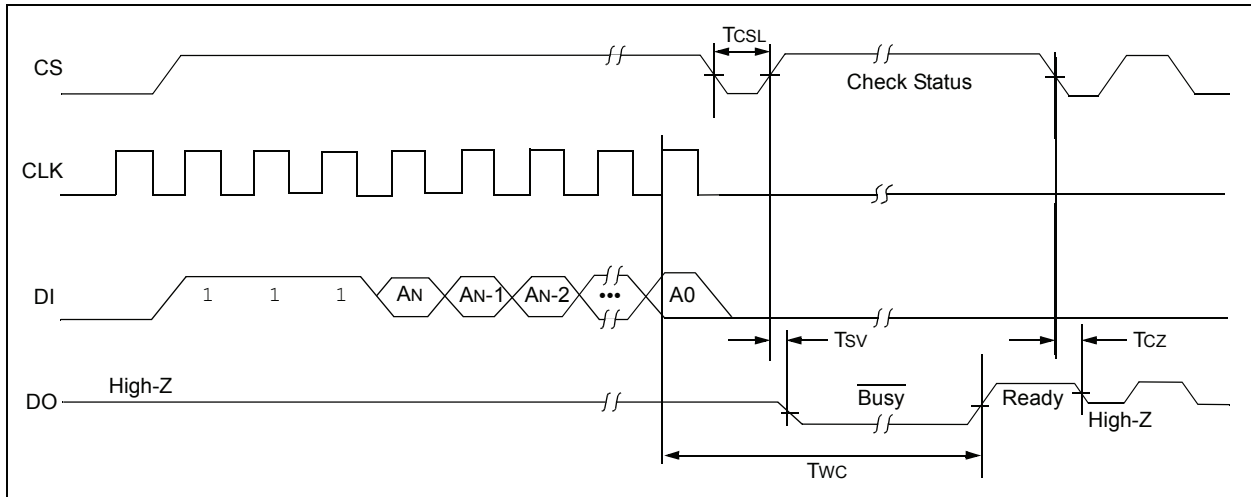 TCSL
CS
Check Status
CLK
DI
1 1 1 AN AN-1 AN-2 ••• A0
TSV
TCZ
High-Z
DO
Busy
Ready
High-Z
TWC